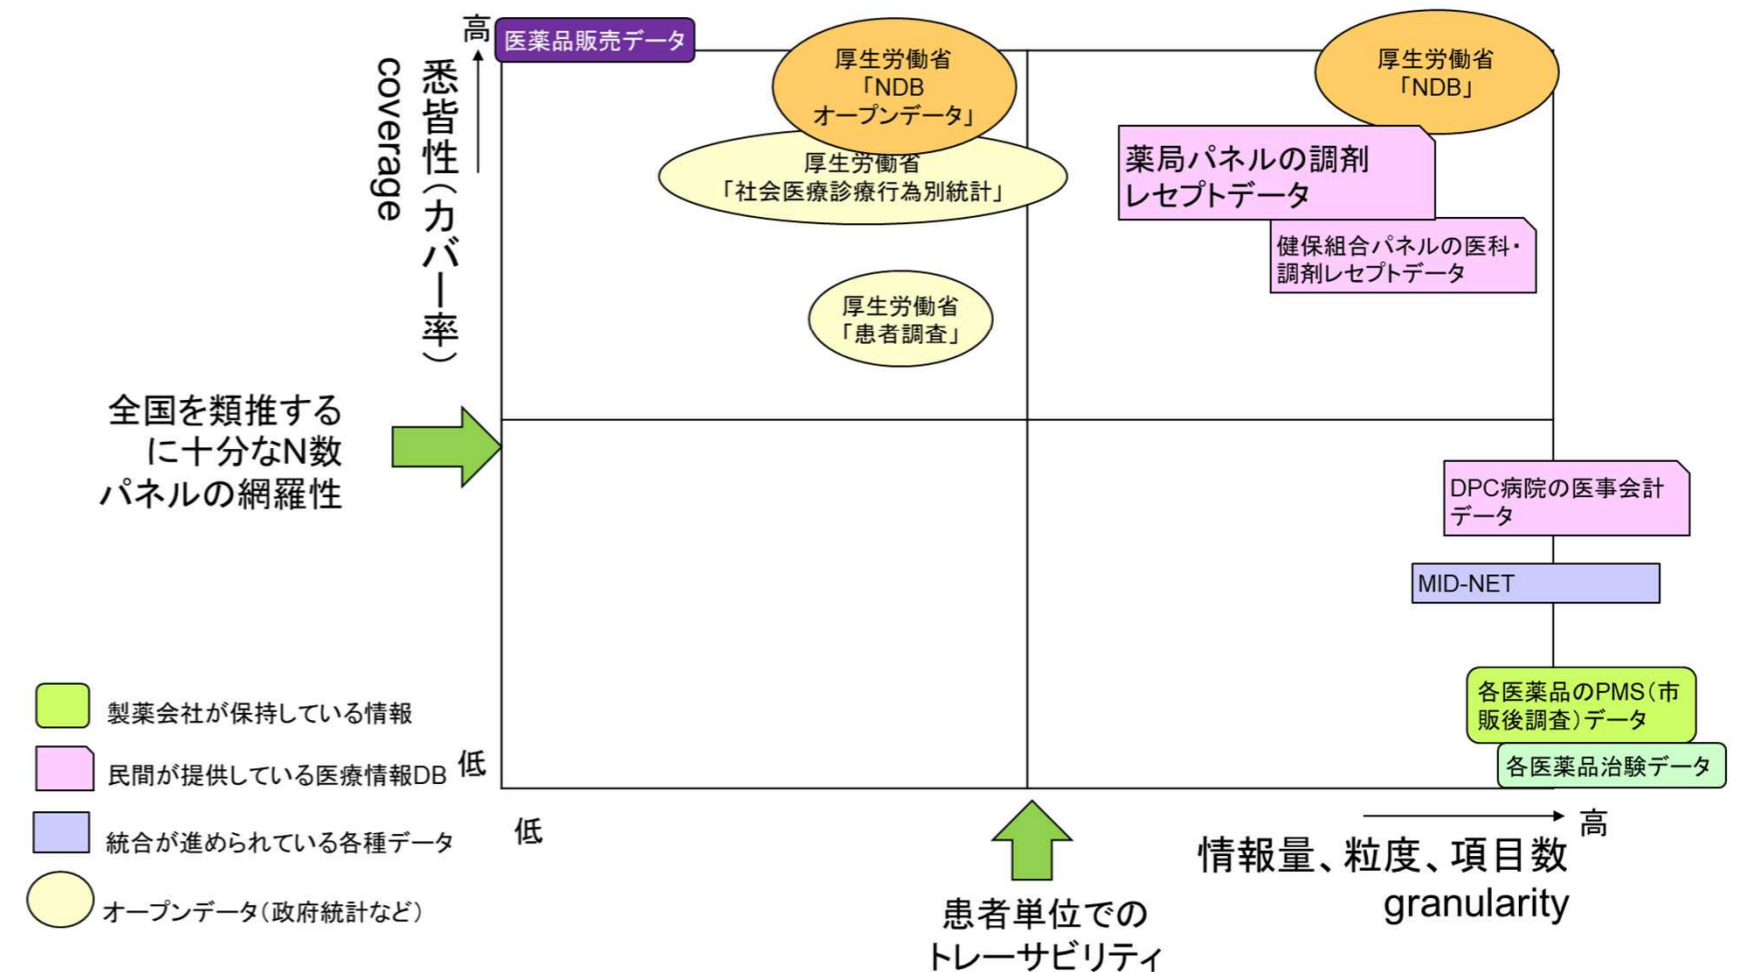 高
悉皆性(カバー率)
coverage
医薬品販売データ
厚生労働省
「NDB
オープンデータ」
厚生労働省
「NDB」
厚生労働省
「社会医療診療行為別統計」
薬局パネルの調剤
レセプトデータ
健保組合パネルの医科・
調剤レセプトデータ
厚生労働省
「患者調査」
全国を類推する
に十分なN数
パネルの網羅性
DPC病院の医事会計
データ
MID-NET
各医薬品のPMS(市
販後調査)データ
各医薬品治験データ
製薬会社が保持している情報
民間が提供している医療情報DB
統合が進められている各種データ
オープンデータ(政府統計など)
低
低
高
情報量、粒度、項目数
granularity
患者単位での
トレーサビリティ